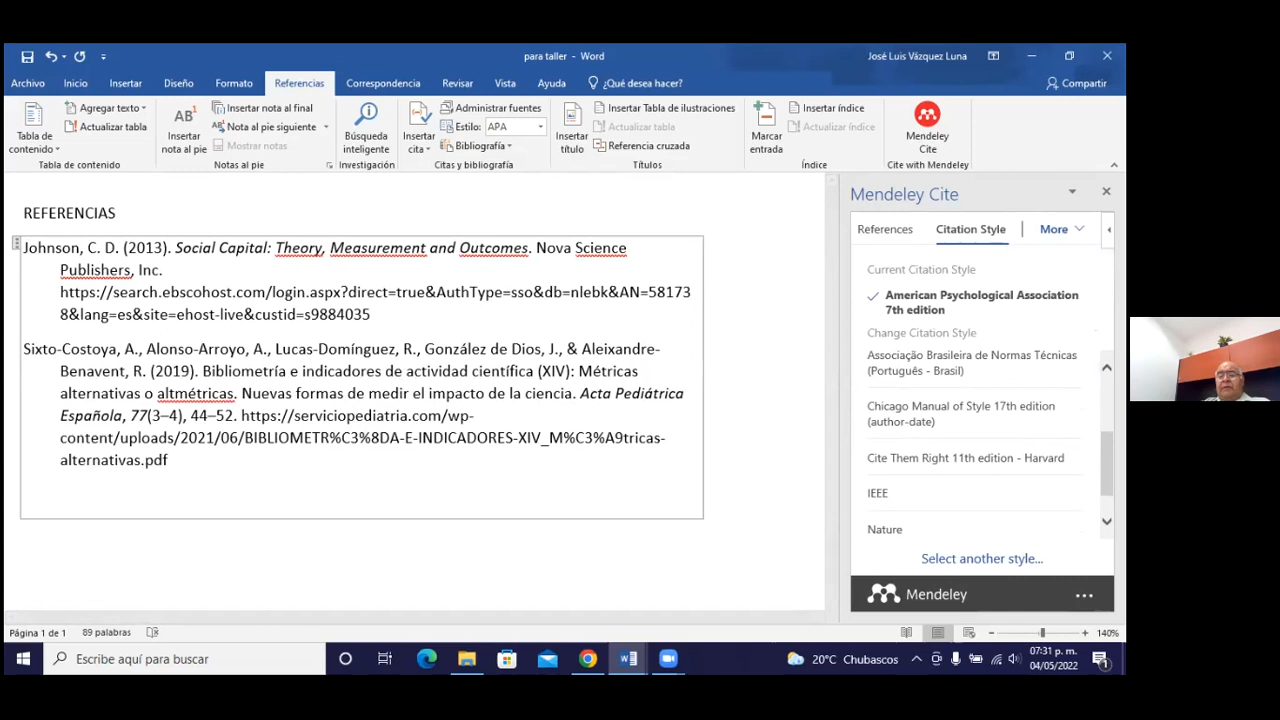 para taller - Word
José Luis Vázquez Luna
Archivo Inicio Insertar Diseño Formato Referencias Correspondencia Revisar Vista Ayuda ¿Qué desea hacer? Compartir
Tabla de contenido
Agregar texto
Actualizar tabla
Tabla de contenido
AB
Insertar nota al pie
Insertar nota al final
Nota al pie siguiente
Mostrar notas
Notas al pie
Búsqueda inteligente
Investigación
Insertar cita
Administrar fuentes
Estilo: APA
Bibliografía
Citas y bibliografía
Insertar título
Insertar Tabla de ilustraciones
Actualizar tabla
Referencia cruzada
Títulos
Marcar entrada
Insertar índice
Actualizar índice
Índice
Mendeley Cite
Cite with Mendeley
REFERENCIAS
Johnson, C. D. (2013). Social Capital: Theory, Measurement and Outcomes. Nova Science
Publishers, Inc.
https://search.ebscohost.com/login.aspx?direct=true&AuthType=sso&db=nlebk&AN=58173
8&lang=es&site=ehost-live&custid=s9884035
Sixto-Costoya, A., Alonso-Arroyo, A., Lucas-Domínguez, R., González de Dios, J., & Aleixandre-
Benavent, R. (2019). Bibliometría e indicadores de actividad científica (XIV): Métricas
alternativas o altmétricas. Nuevas formas de medir el impacto de la ciencia. Acta Pediátrica
Española, 77(3–4), 44–52. https://serviciopediatria.com/wp-
content/uploads/2021/06/BIBLIOMETR%C3%8DA-E-INDICADORES-XIV_M%C3%A9tricas-
alternativas.pdf
Mendeley Cite
References Citation Style More
Current Citation Style
American Psychological Association
7th edition
Change Citation Style
Associação Brasileira de Normas Técnicas
(Português - Brasil)
Chicago Manual of Style 17th edition
(author-date)
Cite Them Right 11th edition - Harvard
IEEE
Nature
Select another style...
Mendeley
Página 1 de 1 89 palabras 140%
Escribe aquí para buscar
20°C Chubascos
07:31 p. m.
04/05/2022
1